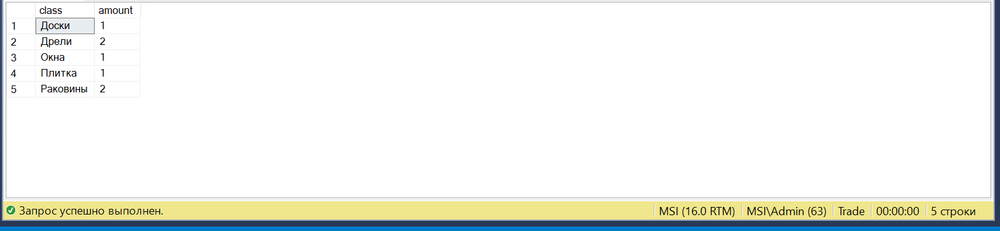 class amount
1 Доски 1
2 Дрели 2
3 Окна 1
4 Плитка 1
5 Раковины 2
Запрос успешно выполнен. MSI (16.0 RTM) MSI\Admin (63) Trade 00:00:00 5 строки